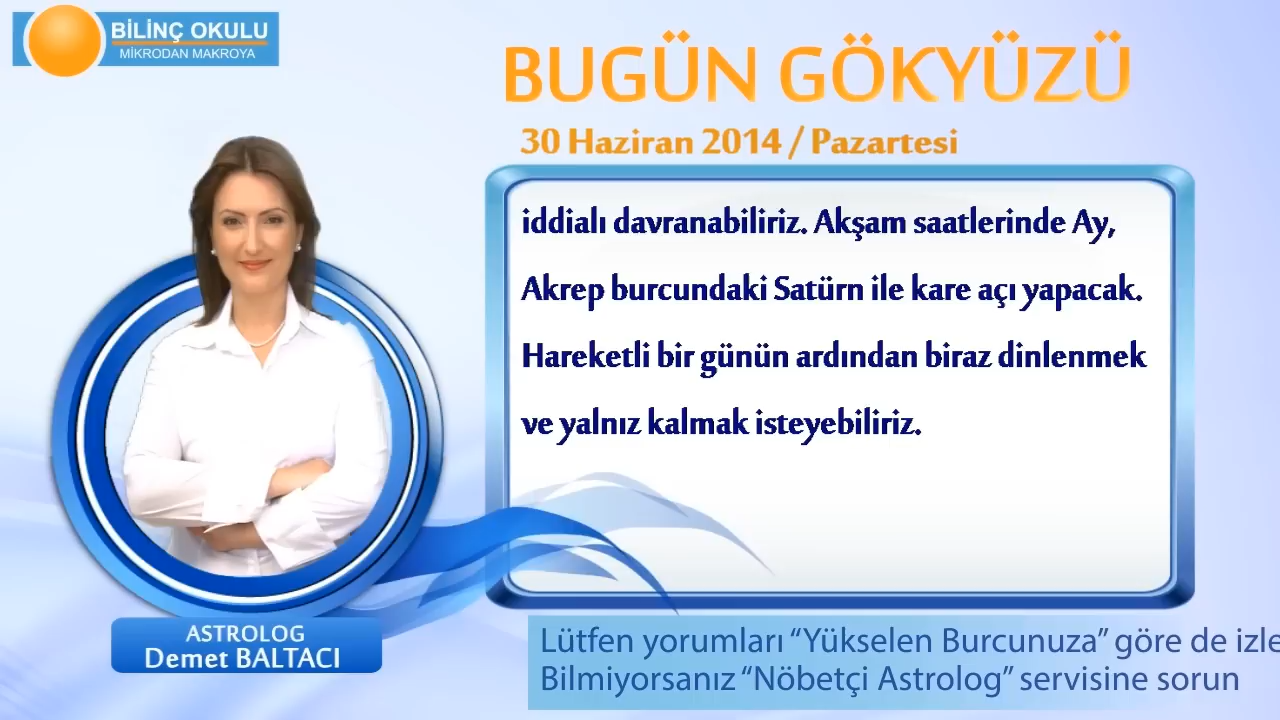 BİLİNÇ OKULU
MİKRODAN MAKROYA
BUGÜN GÖKYÜZÜ
30 Haziran 2014 / Pazartesi
iddialı davranabiliriz. Akşam saatlerinde Ay,
Akrep burcundaki Satürn ile kare açı yapacak.
Hareketli bir günün ardından biraz dinlenmek
ve yalnız kalmak isteyebiliriz.
ASTROLOG
Demet BALTACI
Lütfen yorumları “Yükselen Burcunuza” göre de izle
Bilmiyorsanız “Nöbetçi Astrolog” servisine sorun